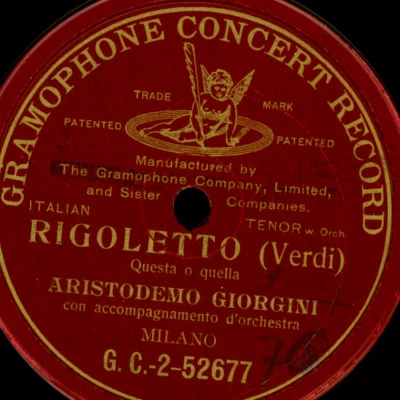 GRAMOPHONE CONCERT RECORD
TRADE MARK
PATENTED PATENTED
Manufactured by
The Gramophone Company, Limited,
and Sister Companies.
ITALIAN TENOR w. Orch
RIGOLETTO (Verdi)
Questa o quella
ARISTODEMO GIORGINI
con accompagnamento d'orchestra
MILANO
G. C.-2-52677
76